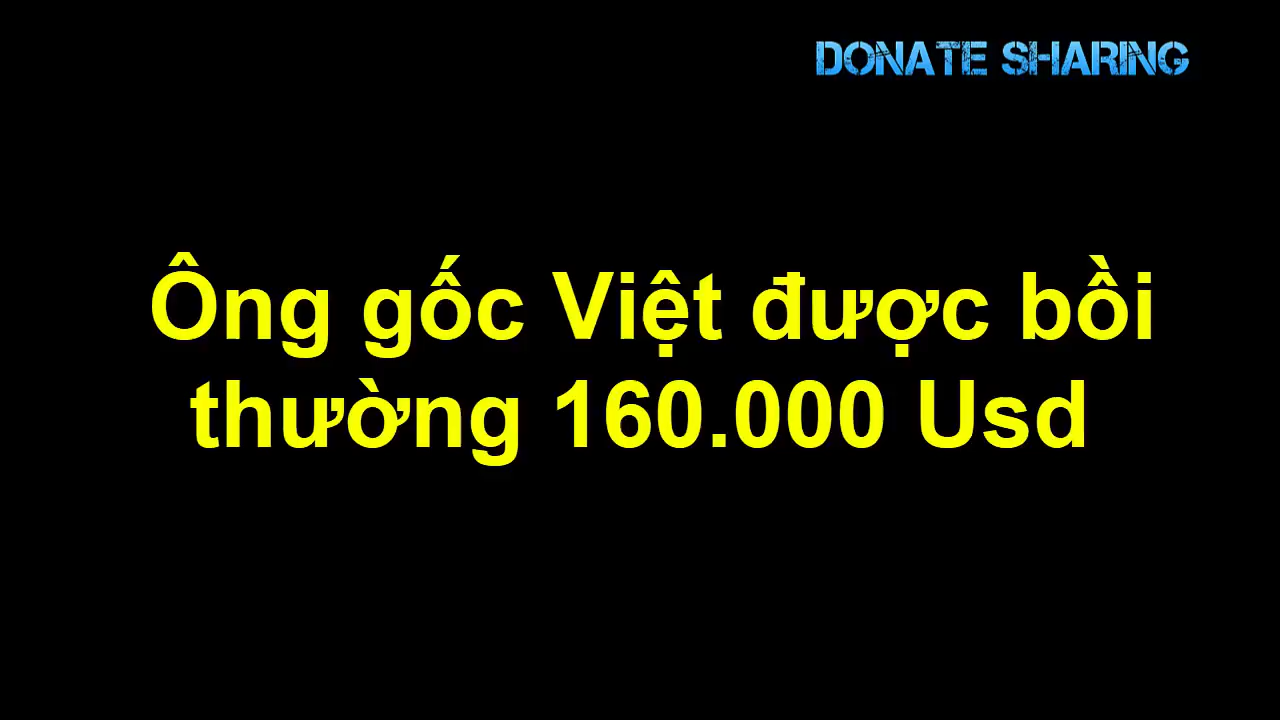 DONATE SHARING
Ông gốc Việt được bồi
thường 160.000 Usd